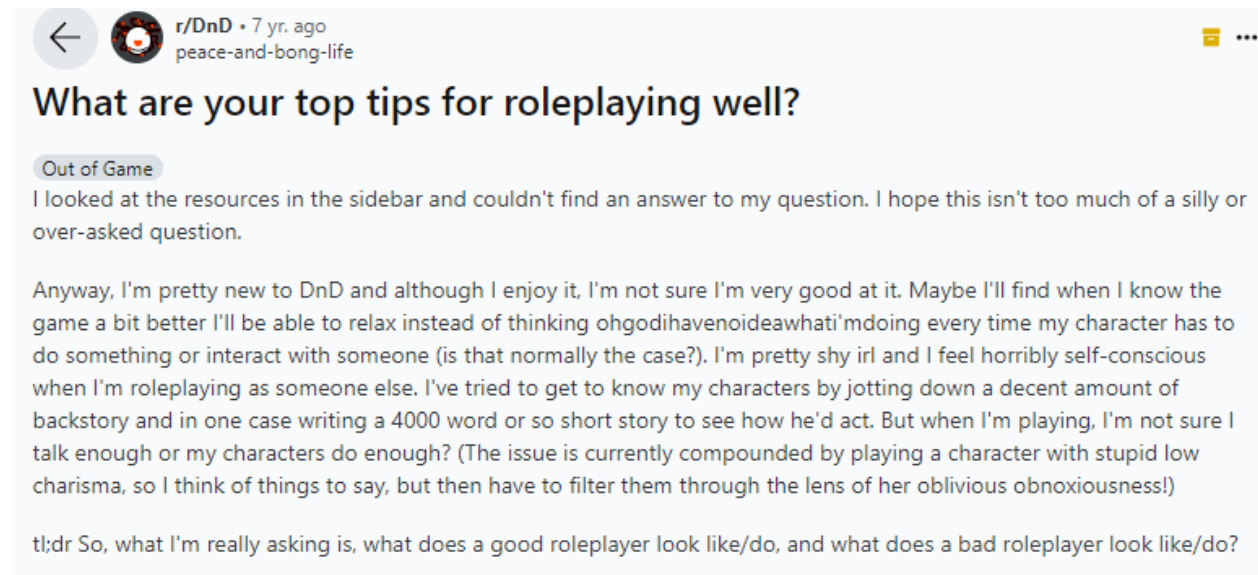 r/DnD • 7 yr. ago
peace-and-bong-life
What are your top tips for roleplaying well?
Out of Game
I looked at the resources in the sidebar and couldn't find an answer to my question. I hope this isn't too much of a silly or
over-asked question.
Anyway, I'm pretty new to DnD and although I enjoy it, I'm not sure I'm very good at it. Maybe I'll find when I know the
game a bit better I'll be able to relax instead of thinking ohgodihavenoideawhati'mdoing every time my character has to
do something or interact with someone (is that normally the case?). I'm pretty shy irl and I feel horribly self-conscious
when I'm roleplaying as someone else. I've tried to get to know my characters by jotting down a decent amount of
backstory and in one case writing a 4000 word or so short story to see how he'd act. But when I'm playing, I'm not sure I
talk enough or my characters do enough? (The issue is currently compounded by playing a character with stupid low
charisma, so I think of things to say, but then have to filter them through the lens of her oblivious obnoxiousness!)
tl;dr So, what I'm really asking is, what does a good roleplayer look like/do, and what does a bad roleplayer look like/do?